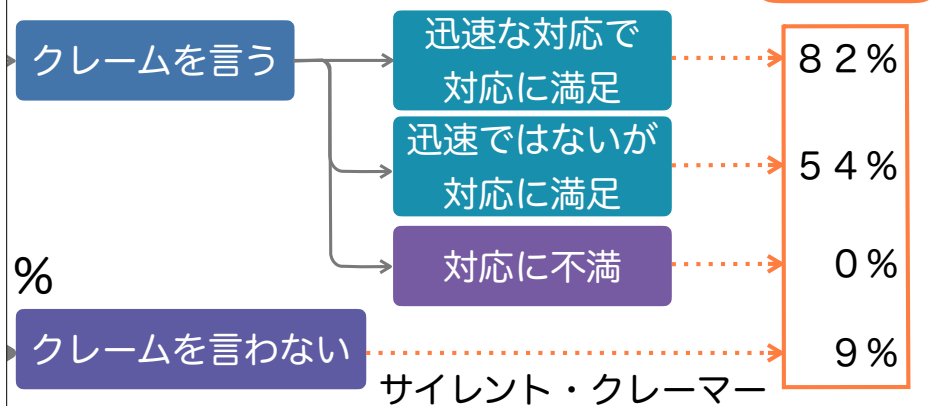 クレームを言う
迅速な対応で
対応に満足
82%
迅速ではないが
対応に満足
54%
対応に不満
0%
%
クレームを言わない
9%
サイレント・クレーマー